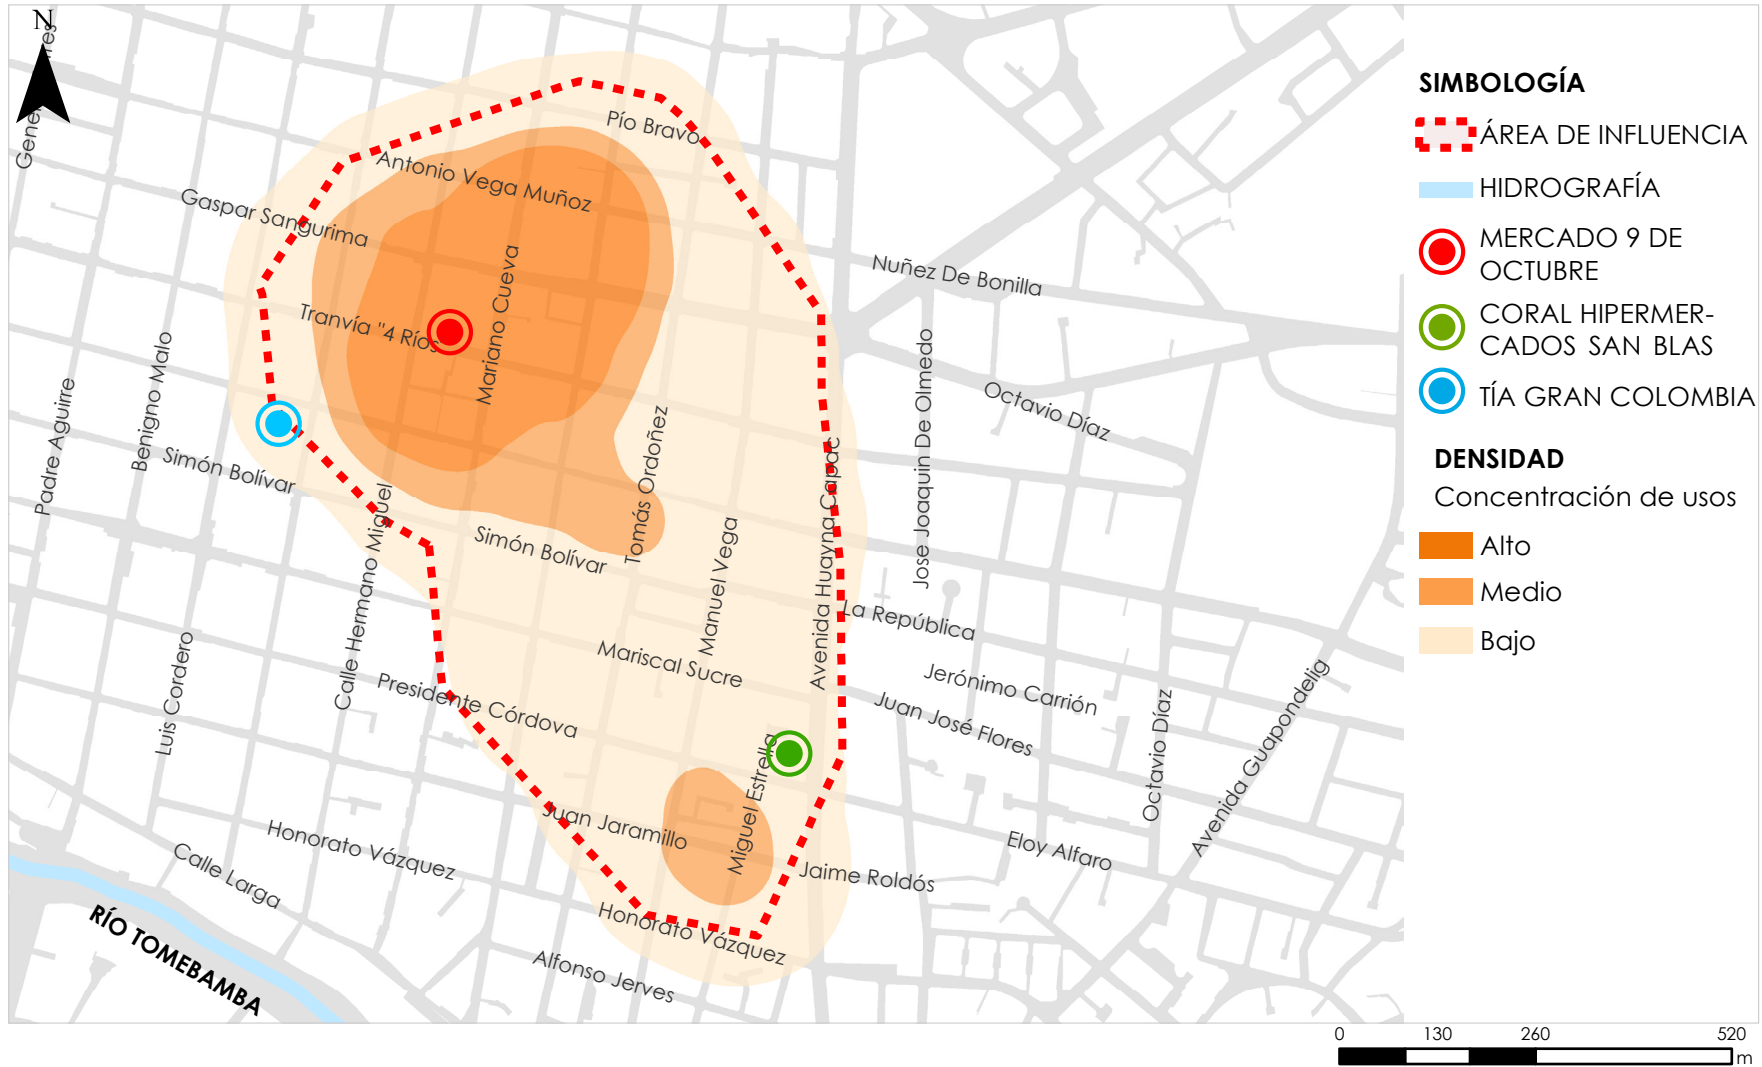 N
Pío Bravo
Antonio Vega Muñoz
Gaspar Sangurima
Tranvía "4 Ríos
Mariano Cueva
Nuñez De Bonilla
Octavio Díaz
Jose Joaquin De Olmedo
Benigno Malo
Padre Aguirre
Simón Bolívar
Simón Bolívar
Tomás Ordoñez
Manuel Vega
Avenida Huayna Capac
Calle Hermano Miguel
Luis Cordero
La República
Mariscal Sucre
Jerónimo Carrión
Juan José Flores
Presidente Córdova
Octavio Díaz
Avenida Guapondelig
Miguel Estrella
Juan Jaramillo
Honorato Vázquez
Calle Larga
Eloy Alfaro
Jaime Roldós
Honorato Vázquez
Alfonso Jerves
RÍO TOMEBAMBA
SIMBOLOGÍA
ÁREA DE INFLUENCIA
HIDROGRAFÍA
MERCADO 9 DE
OCTUBRE
CORAL HIPERMER-
CADOS SAN BLAS
TÍA GRAN COLOMBIA
DENSIDAD
Concentración de usos
Alto
Medio
Bajo
0 130 260 520
m